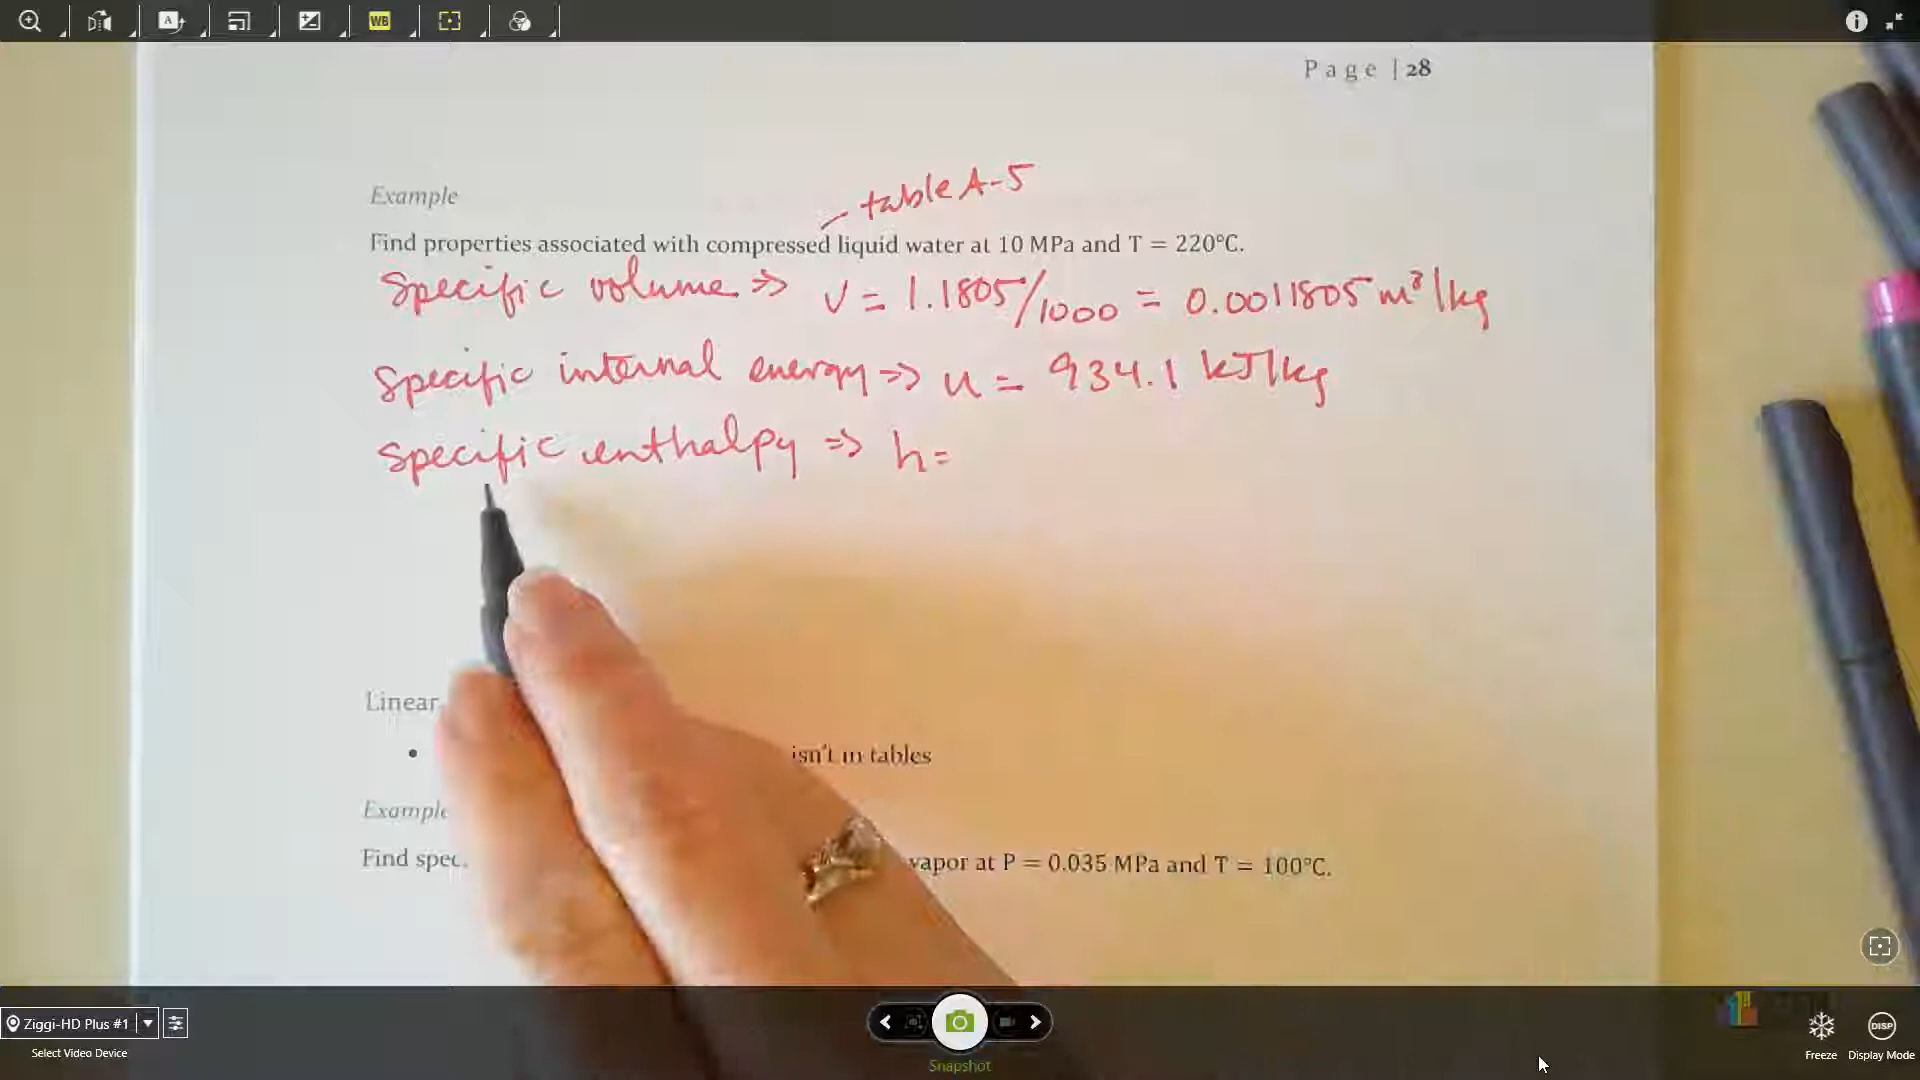 WB
Page | 28
Example
table A-5
Find properties associated with compressed liquid water at 10 MPa and T = 220°C.
Specific volume ⇒ v = 1.1805/1000 = 0.0011805 m³/kg
Specific internal energy ⇒ u = 934.1 kJ/kg
Specific enthalpy ⇒ h =
Linear
• isn't in tables
Example
Find vapor at P = 0.035 MPa and T = 100°C.
Ziggi-HD Plus #1
Select Video Device
Snapshot
Freeze
DISP
Display Mode